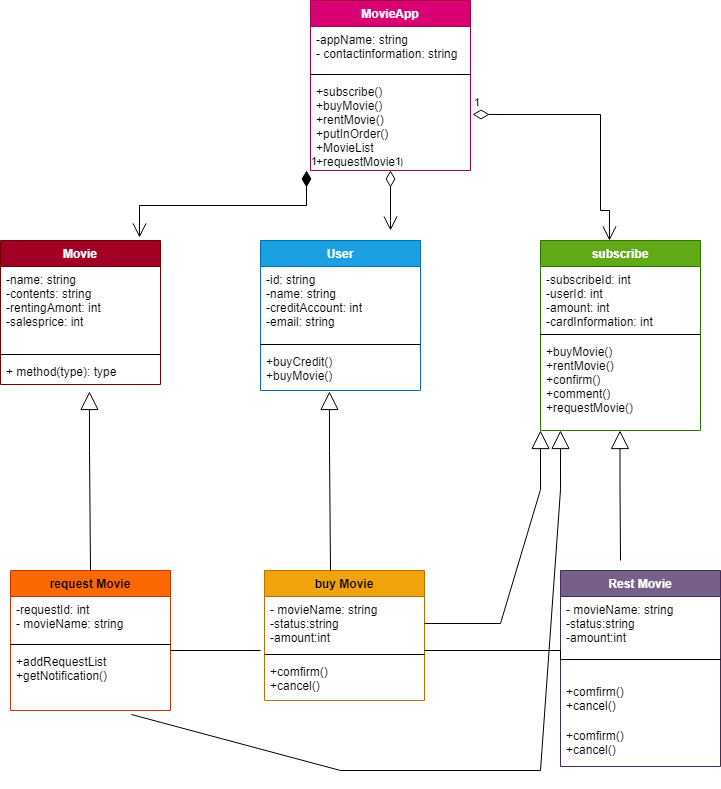 MovieApp
-appName: string
- contactinformation: string
+subscribe()
+buyMovie()
+rentMovie()
+putInOrder()
+MovieList
+requestMovie
1
1)
1
Movie
-name: string
-contents: string
-rentingAmont: int
-salesprice: int
+ method(type): type
User
-id: string
-name: string
-creditAccount: int
-email: string
+buyCredit()
+buyMovie()
subscribe
-subscribeId: int
-userId: int
-amount: int
-cardInformation: int
+buyMovie()
+rentMovie()
+confirm()
+comment()
+requestMovie()
request Movie
-requestId: int
- movieName: string
+addRequestList
+getNotification()
buy Movie
- movieName: string
-status:string
-amount:int
+comfirm()
+cancel()
Rest Movie
- movieName: string
-status:string
-amount:int
+comfirm()
+cancel()
+comfirm()
+cancel()